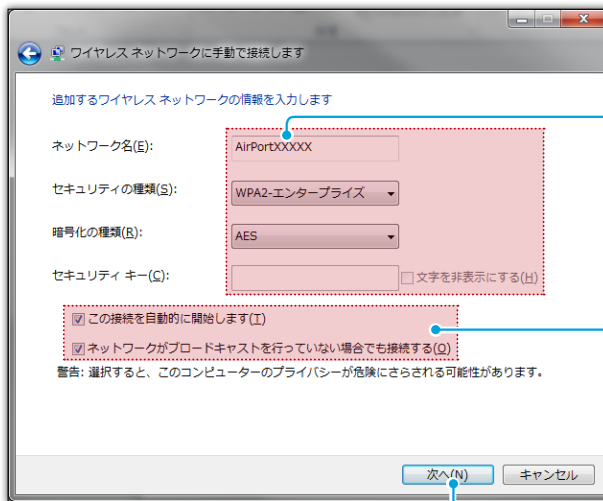 ワイヤレス ネットワークに手動で接続します
追加するワイヤレス ネットワークの情報を入力します
ネットワーク名(E): AirPortXXXXX
セキュリティの種類(S): WPA2-エンタープライズ
暗号化の種類(R): AES
セキュリティ キー(C): 文字を非表示にする(H)
この接続を自動的に開始します(T)
ネットワークがブロードキャストを行っていない場合でも接続する(O)
警告: 選択すると、このコンピューターのプライバシーが危険にさらされる可能性があります。
次へ(N) キャンセル